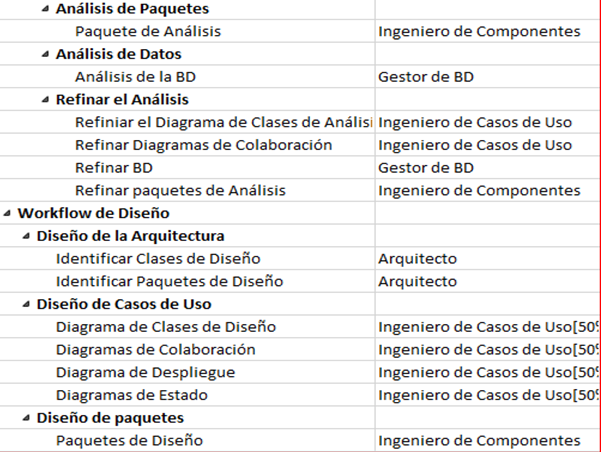 Análisis de Paquetes
Paquete de Análisis Ingeniero de Componentes
Análisis de Datos
Análisis de la BD Gestor de BD
Refinar el Análisis
Refiniar el Diagrama de Clases de Análisi Ingeniero de Casos de Uso
Refinar Diagramas de Colaboración Ingeniero de Casos de Uso
Refinar BD Gestor de BD
Refinar paquetes de Análisis Ingeniero de Componentes
Workflow de Diseño
Diseño de la Arquitectura
Identificar Clases de Diseño Arquitecto
Identificar Paquetes de Diseño Arquitecto
Diseño de Casos de Uso
Diagrama de Clases de Diseño Ingeniero de Casos de Uso[50%
Diagramas de Colaboración Ingeniero de Casos de Uso[50%
Diagrama de Despliegue Ingeniero de Casos de Uso[50%
Diagramas de Estado Ingeniero de Casos de Uso[50%
Diseño de paquetes
Paquetes de Diseño Ingeniero de Componentes